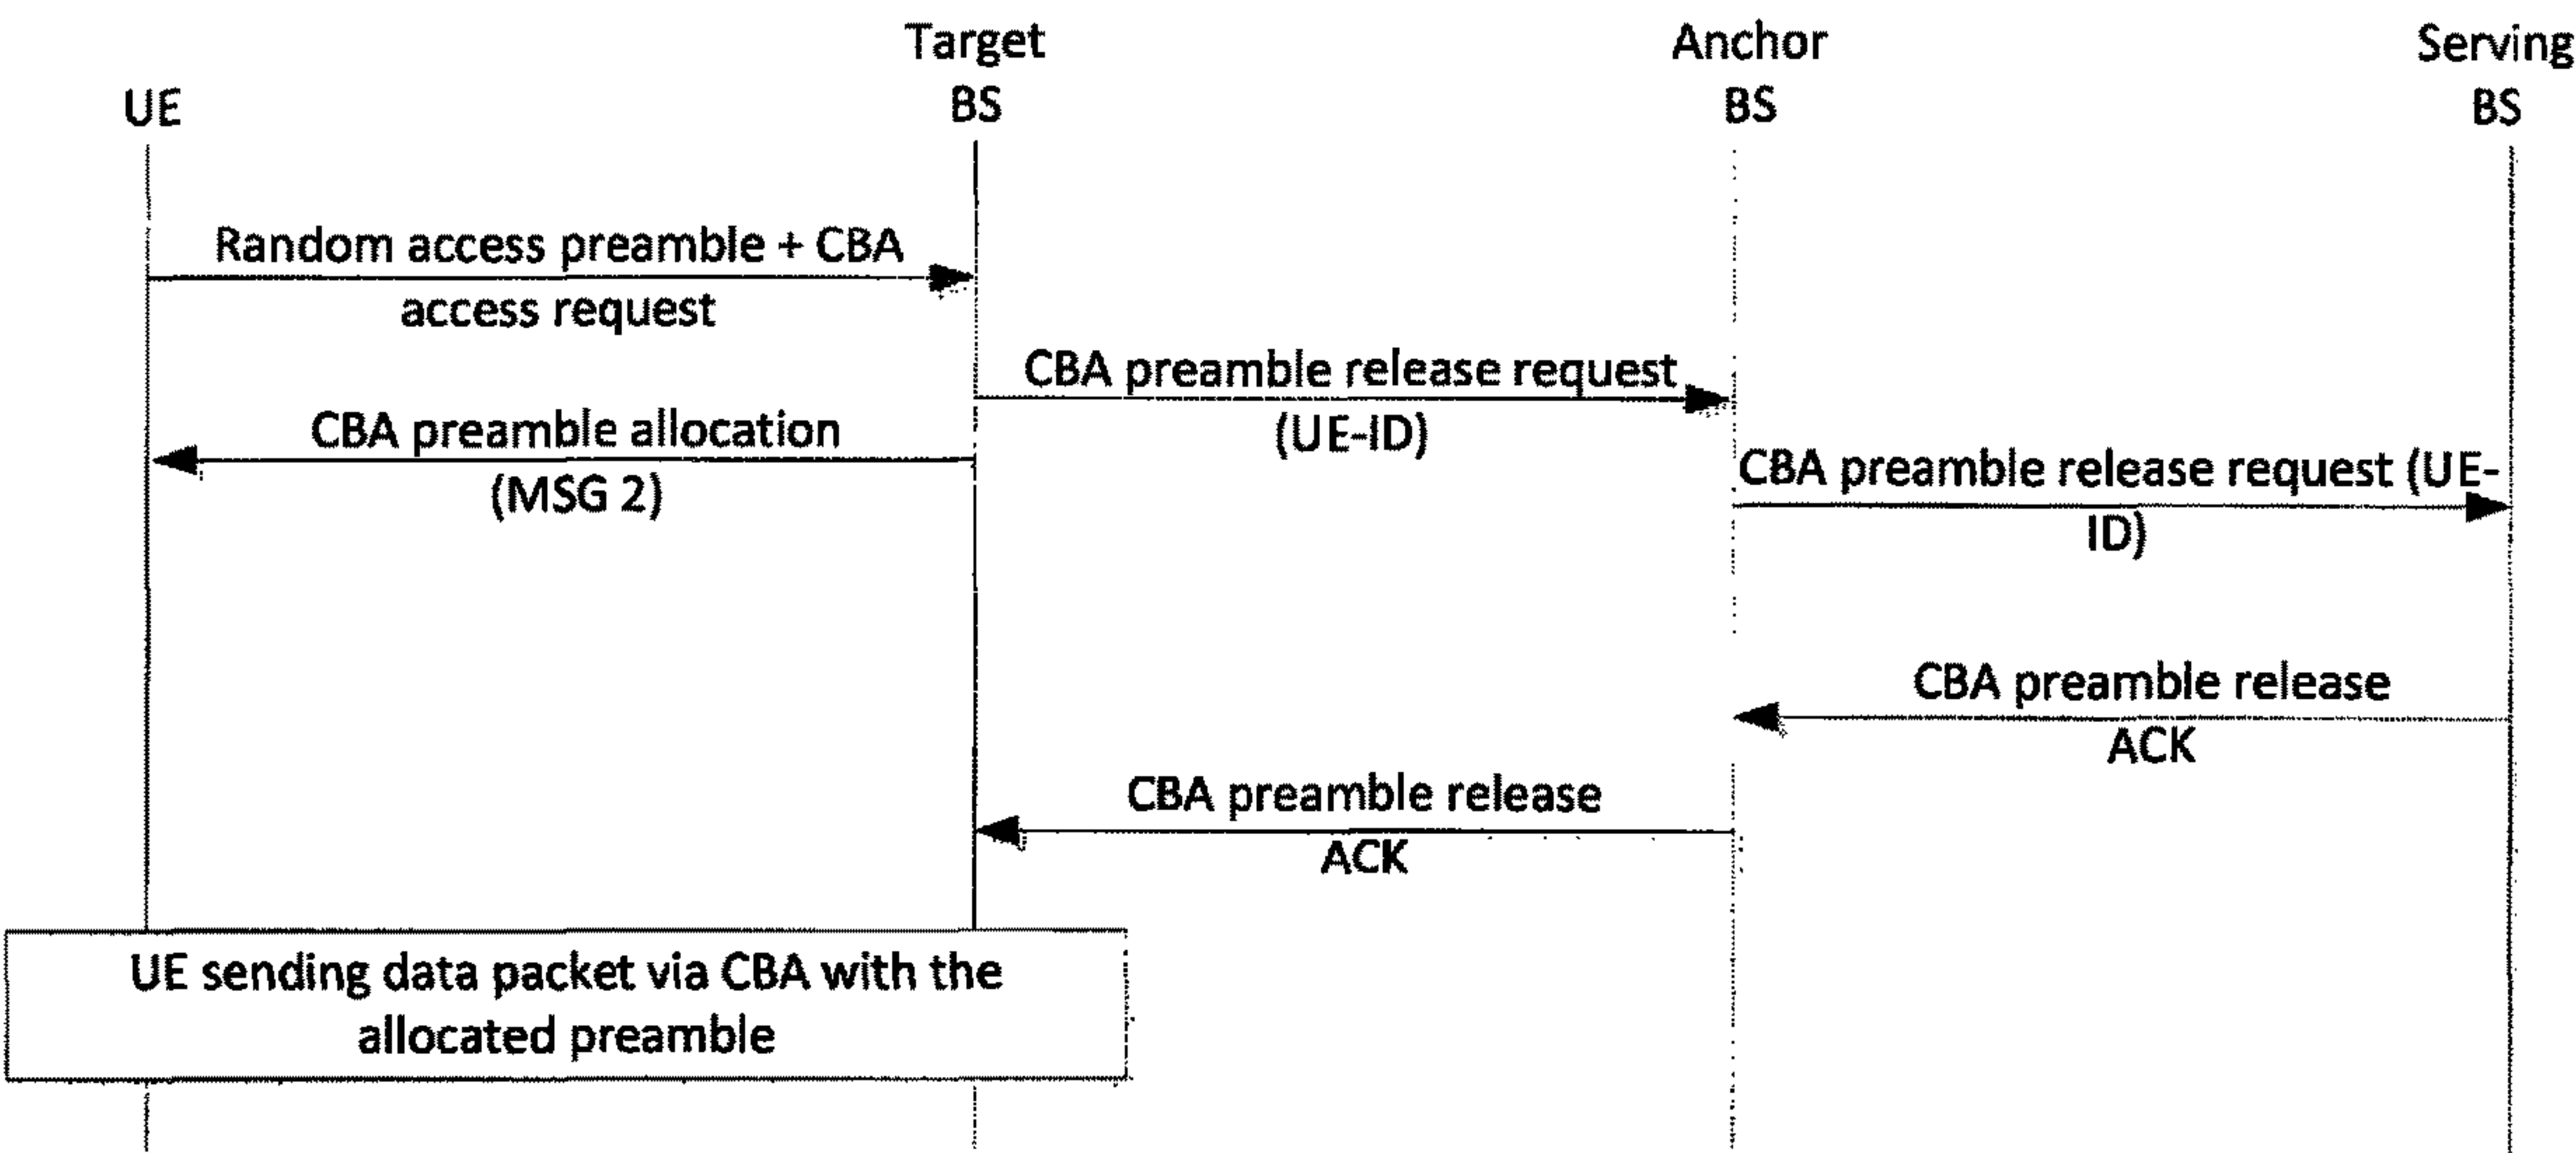 UE
Target
BS
Anchor
BS
Serving
BS
Random access preamble + CBA
access request
CBA preamble release request
(UE-ID)
CBA preamble allocation
(MSG 2)
CBA preamble release request (UE-
ID)
CBA preamble release
ACK
CBA preamble release
ACK
UE sending data packet via CBA with the
allocated preamble